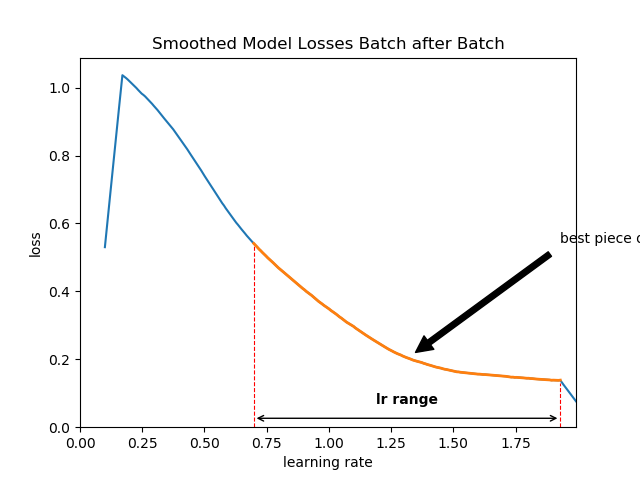 Smoothed Model Losses Batch after Batch
1.0
0.8
0.6
0.4
0.2
0.0
loss
best piece
lr range
0.00 0.25 0.50 0.75 1.00 1.25 1.50 1.75
learning rate